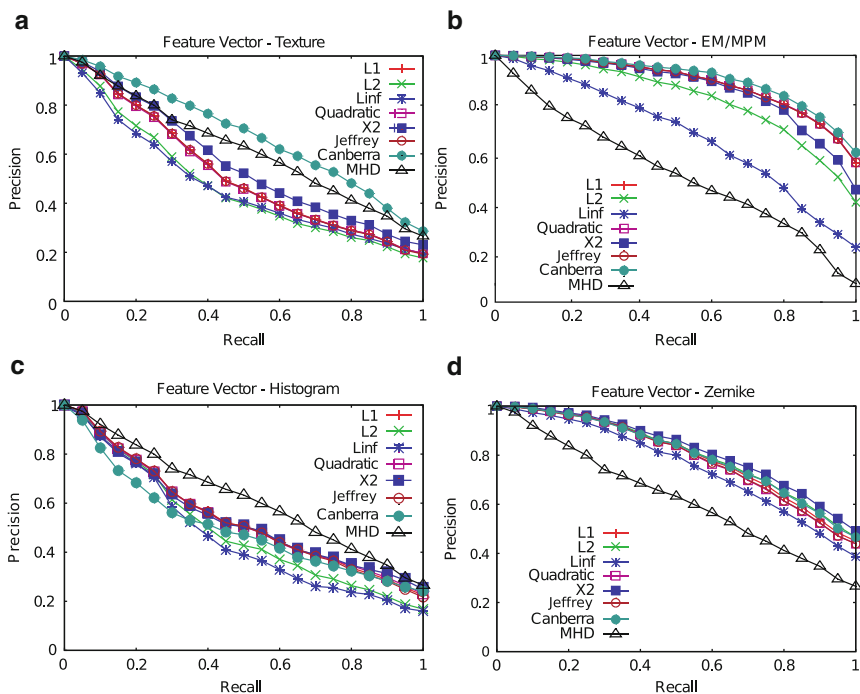 a
Feature Vector - Texture
Precision
1
0.8
0.6
0.4
0.2
0
L1
L2
Linf
Quadratic
X2
Jeffrey
Canberra
MHD
0 0.2 0.4 0.6 0.8 1
Recall
b
Feature Vector - EM/MPM
Precision
1
0.8
0.6
0.4
0.2
0
L1
L2
Linf
Quadratic
X2
Jeffrey
Canberra
MHD
0 0.2 0.4 0.6 0.8 1
Recall
c
Feature Vector - Histogram
Precision
1
0.8
0.6
0.4
0.2
0
L1
L2
Linf
Quadratic
X2
Jeffrey
Canberra
MHD
0 0.2 0.4 0.6 0.8 1
Recall
d
Feature Vector - Zernike
Precision
1
0.8
0.6
0.4
0.2
0
L1
L2
Linf
Quadratic
X2
Jeffrey
Canberra
MHD
0 0.2 0.4 0.6 0.8 1
Recall